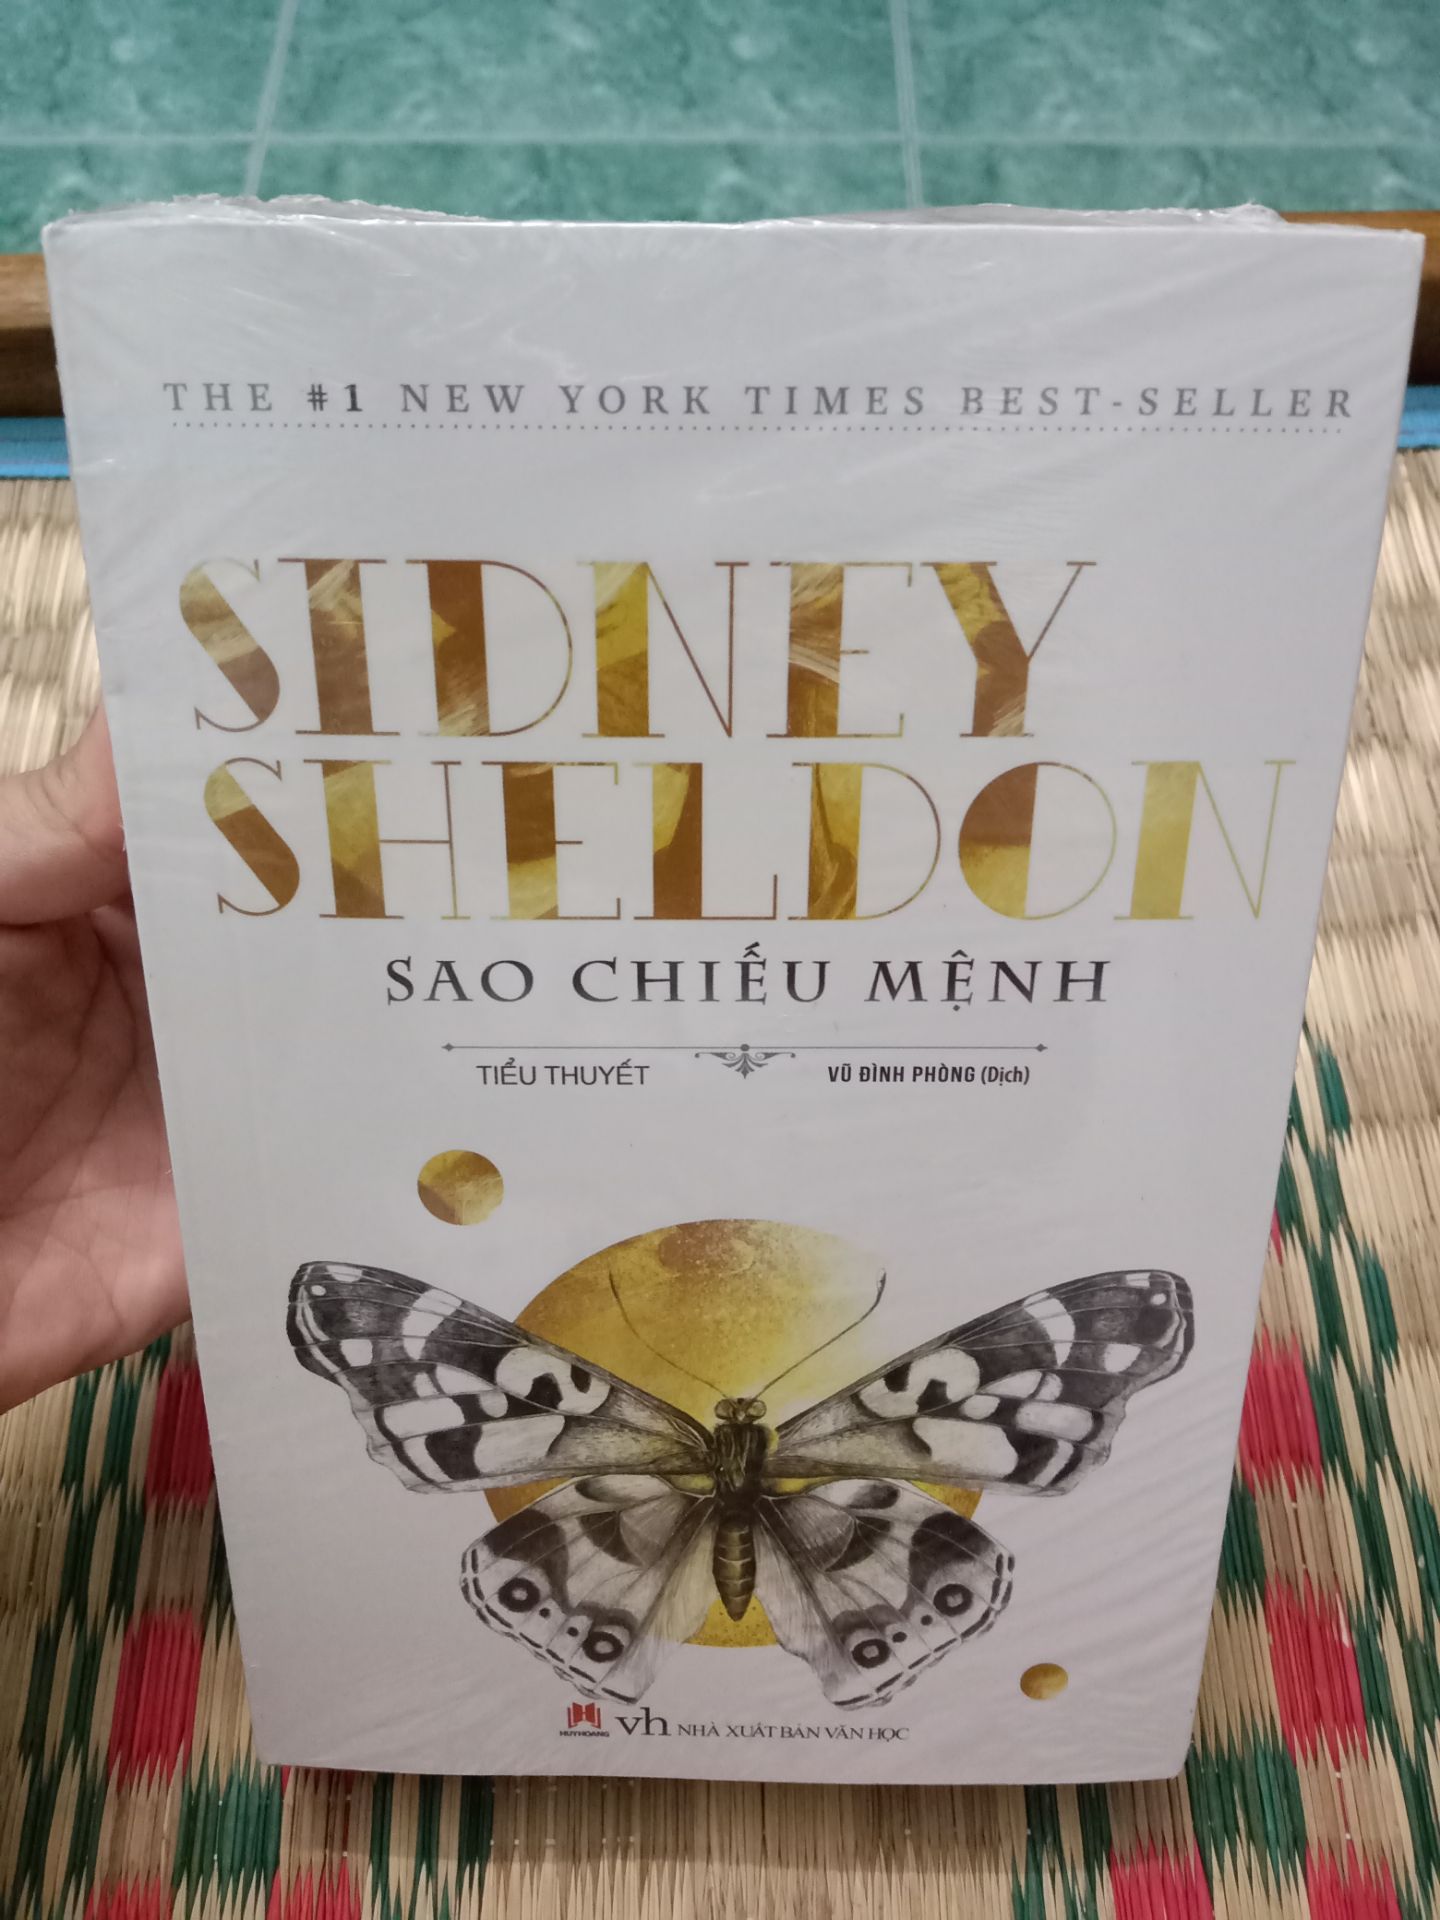 THE #1 NEW YORK TIMES BEST-SELLER
SIDNEY
SHELDON
SAO CHIẾU MỆNH
TIỂU THUYẾT
VŨ ĐÌNH PHÒNG (Dịch)
HUYHOANG
vh NHÀ XUẤT BẢN VĂN HỌC